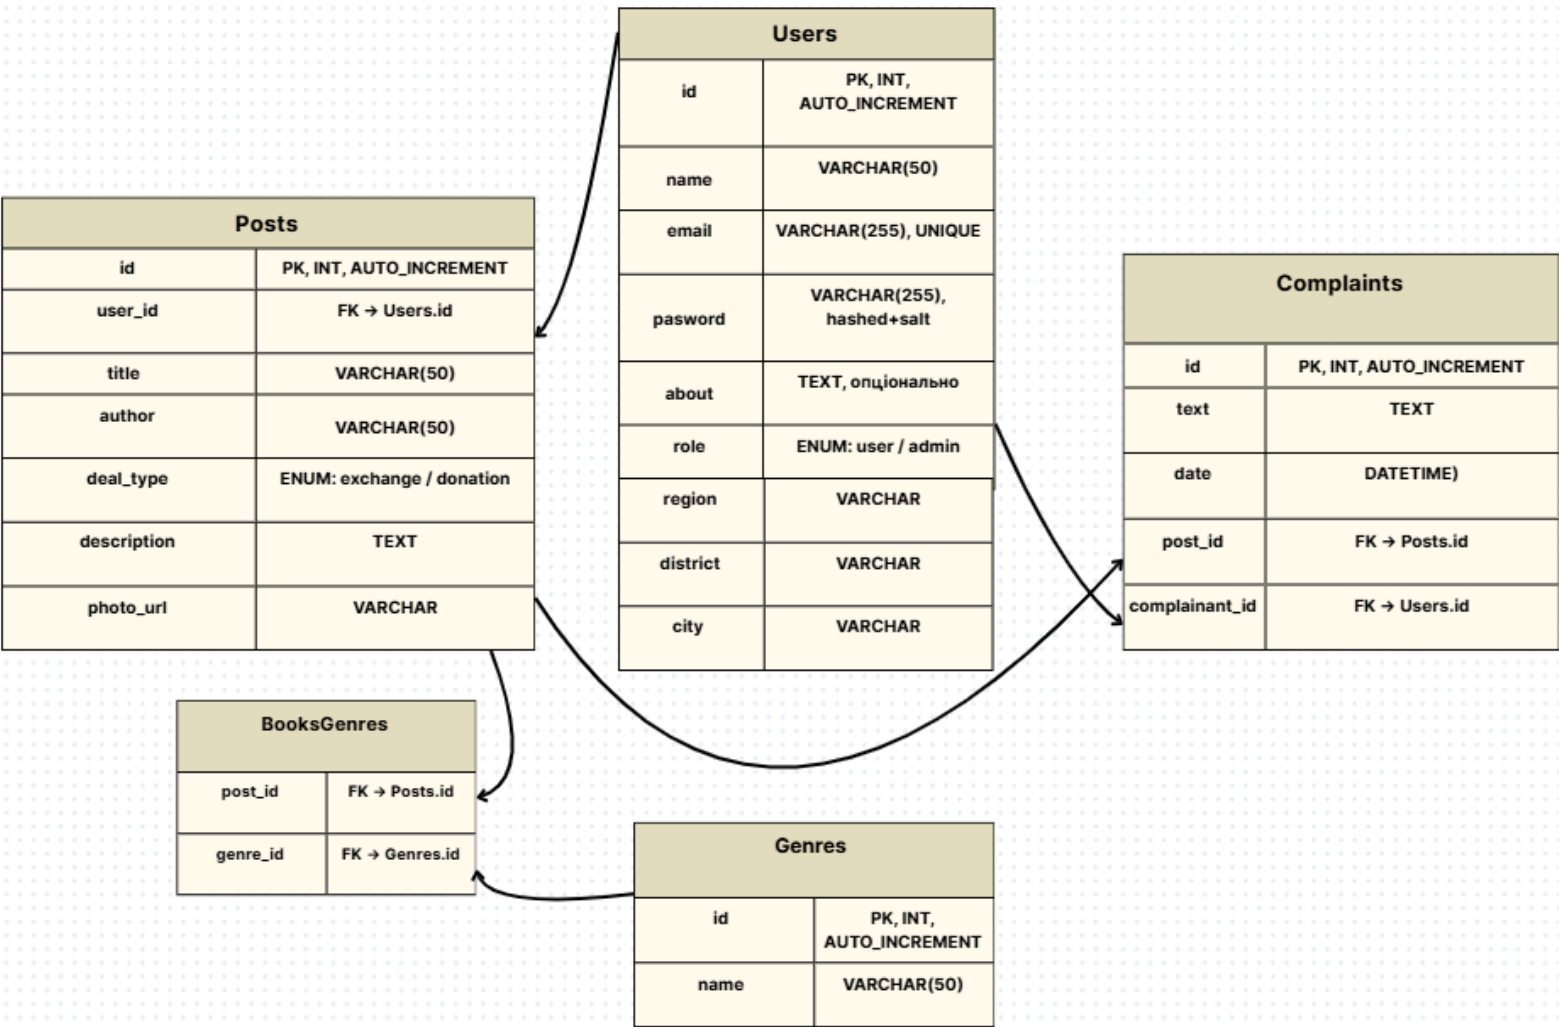 Users
id
PK, INT,
AUTO_INCREMENT
name
VARCHAR(50)
email
VARCHAR(255), UNIQUE
pasword
VARCHAR(255),
hashed+salt
about
TEXT, опціонально
role
ENUM: user / admin
region
VARCHAR
district
VARCHAR
city
VARCHAR
Posts
id
PK, INT, AUTO_INCREMENT
user_id
FK → Users.id
title
VARCHAR(50)
author
VARCHAR(50)
deal_type
ENUM: exchange / donation
description
TEXT
photo_url
VARCHAR
Complaints
id
PK, INT, AUTO_INCREMENT
text
TEXT
date
DATETIME)
post_id
FK → Posts.id
complainant_id
FK → Users.id
BooksGenres
post_id
FK → Posts.id
genre_id
FK → Genres.id
Genres
id
PK, INT,
AUTO_INCREMENT
name
VARCHAR(50)